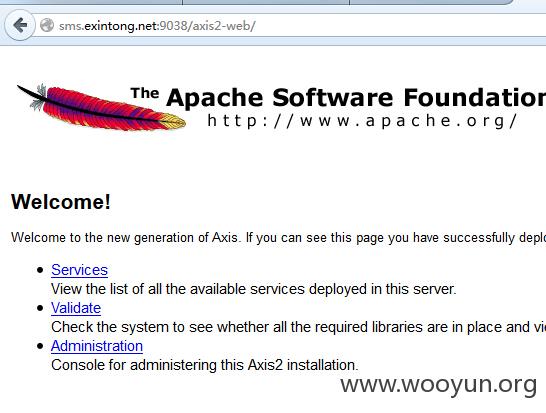 sms.exintong.net:9038/axis2-web/
The Apache Software Foundation
http://www.apache.org/
Welcome!
Welcome to the new generation of Axis. If you can see this page you have successfully deplo
Services
View the list of all the available services deployed in this server.
Validate
Check the system to see whether all the required libraries are in place and vie
Administration
Console for administering this Axis2 installation.
www.wooyun.org